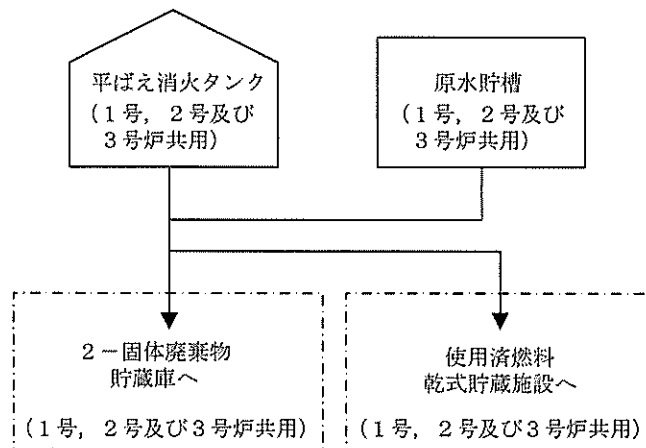 平ばえ消火タンク
(1号, 2号及び
3号炉共用)
原水貯槽
(1号, 2号及び
3号炉共用)
2－固体廃棄物
貯蔵庫へ
(1号, 2号及び3号炉共用)
使用済燃料
乾式貯蔵施設へ
(1号, 2号及び3号炉共用)